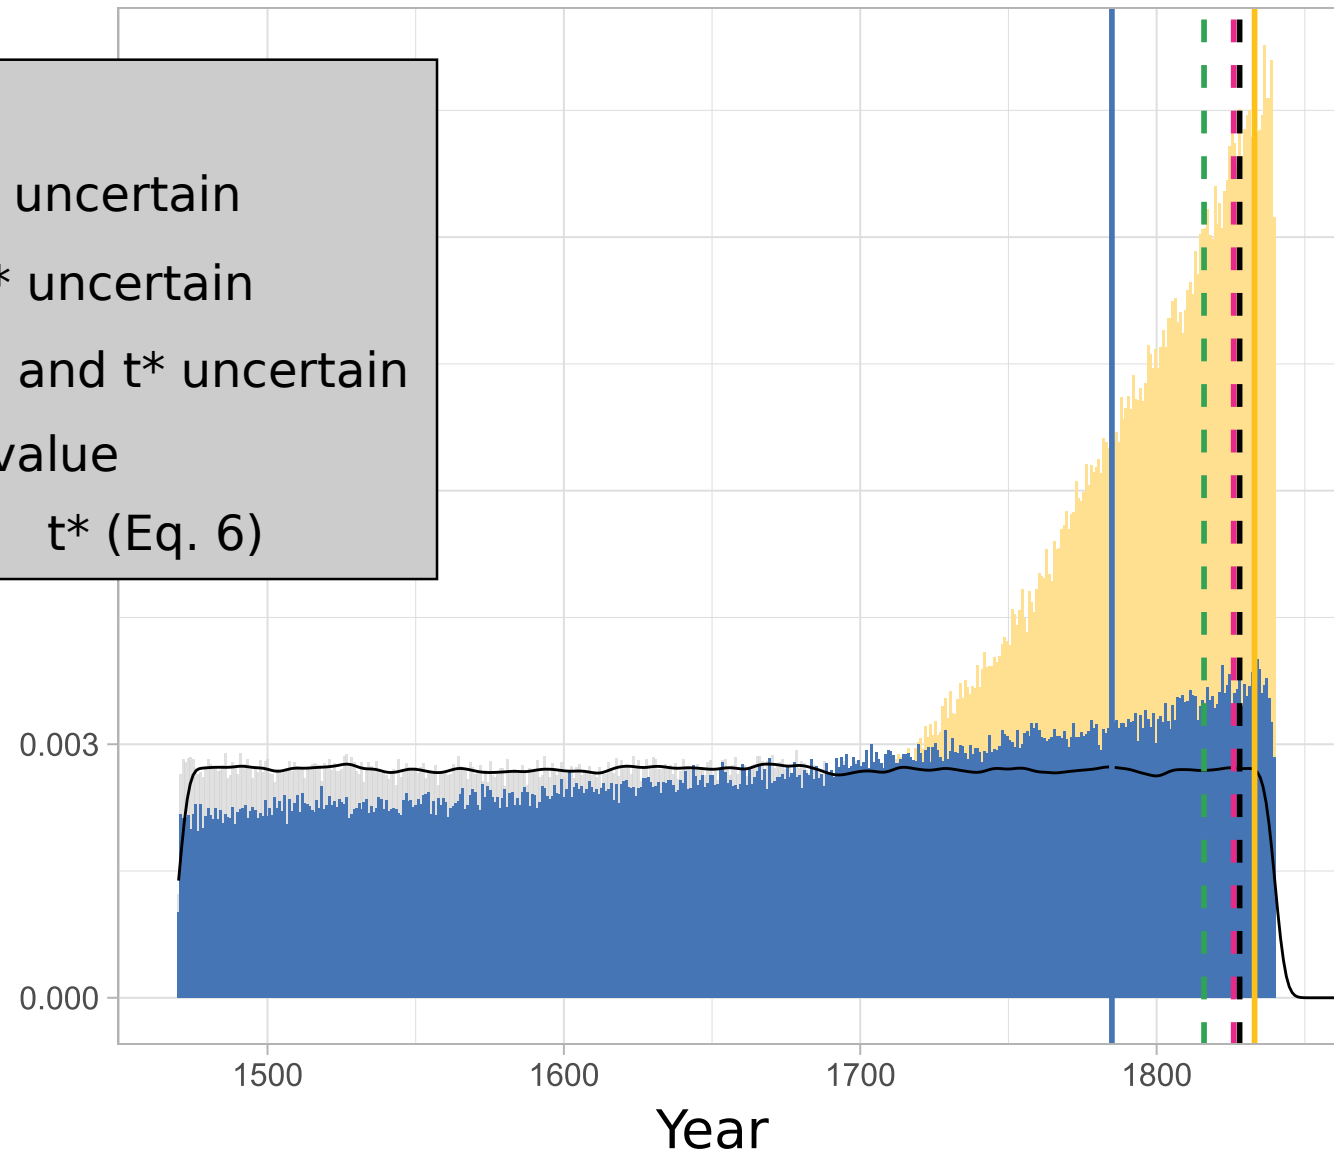 uncertain
* uncertain
and t* uncertain
value
t* (Eq. 6)
0.003
0.000
1500 1600 1700 1800
Year